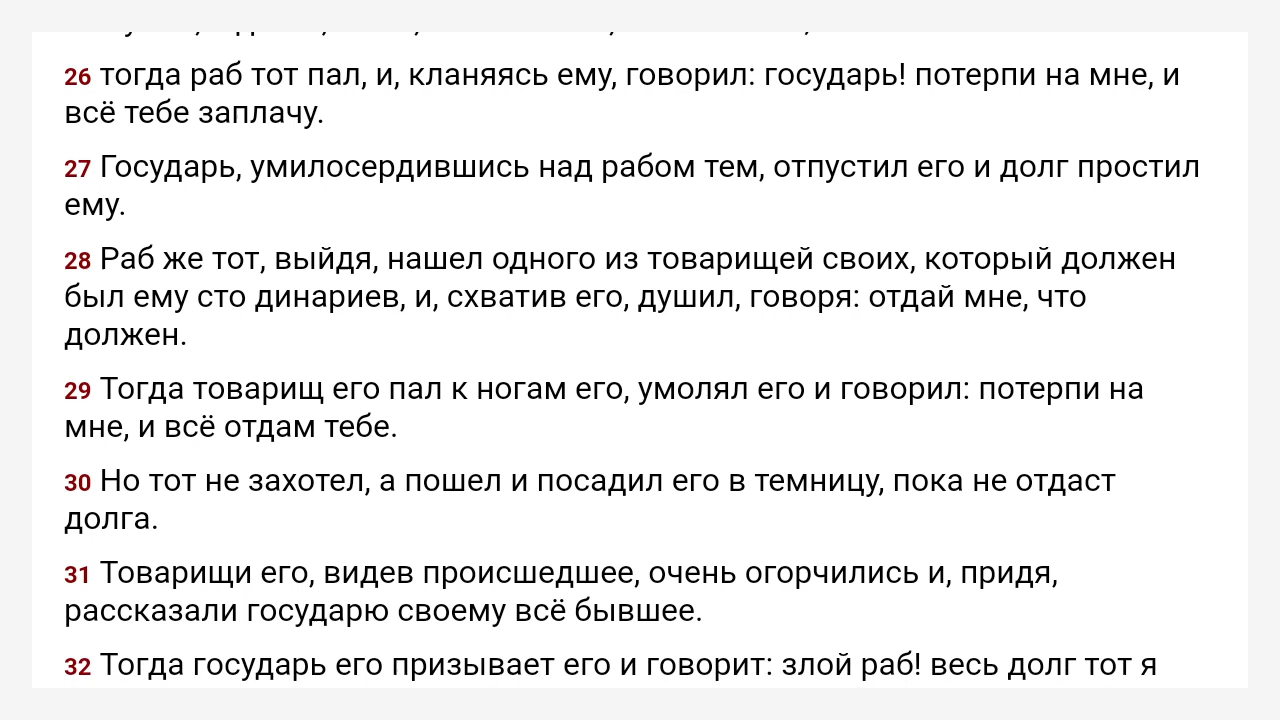 26 тогда раб тот пал, и, кланяясь ему, говорил: государь! потерпи на мне, и
всё тебе заплачу.
27 Государь, умилосердившись над рабом тем, отпустил его и долг простил
ему.
28 Раб же тот, выйдя, нашел одного из товарищей своих, который должен
был ему сто динариев, и, схватив его, душил, говоря: отдай мне, что
должен.
29 Тогда товарищ его пал к ногам его, умолял его и говорил: потерпи на
мне, и всё отдам тебе.
30 Но тот не захотел, а пошел и посадил его в темницу, пока не отдаст
долга.
31 Товарищи его, видев происшедшее, очень огорчились и, придя,
рассказали государю своему всё бывшее.
32 Тогда государь его призывает его и говорит: злой раб! весь долг тот я